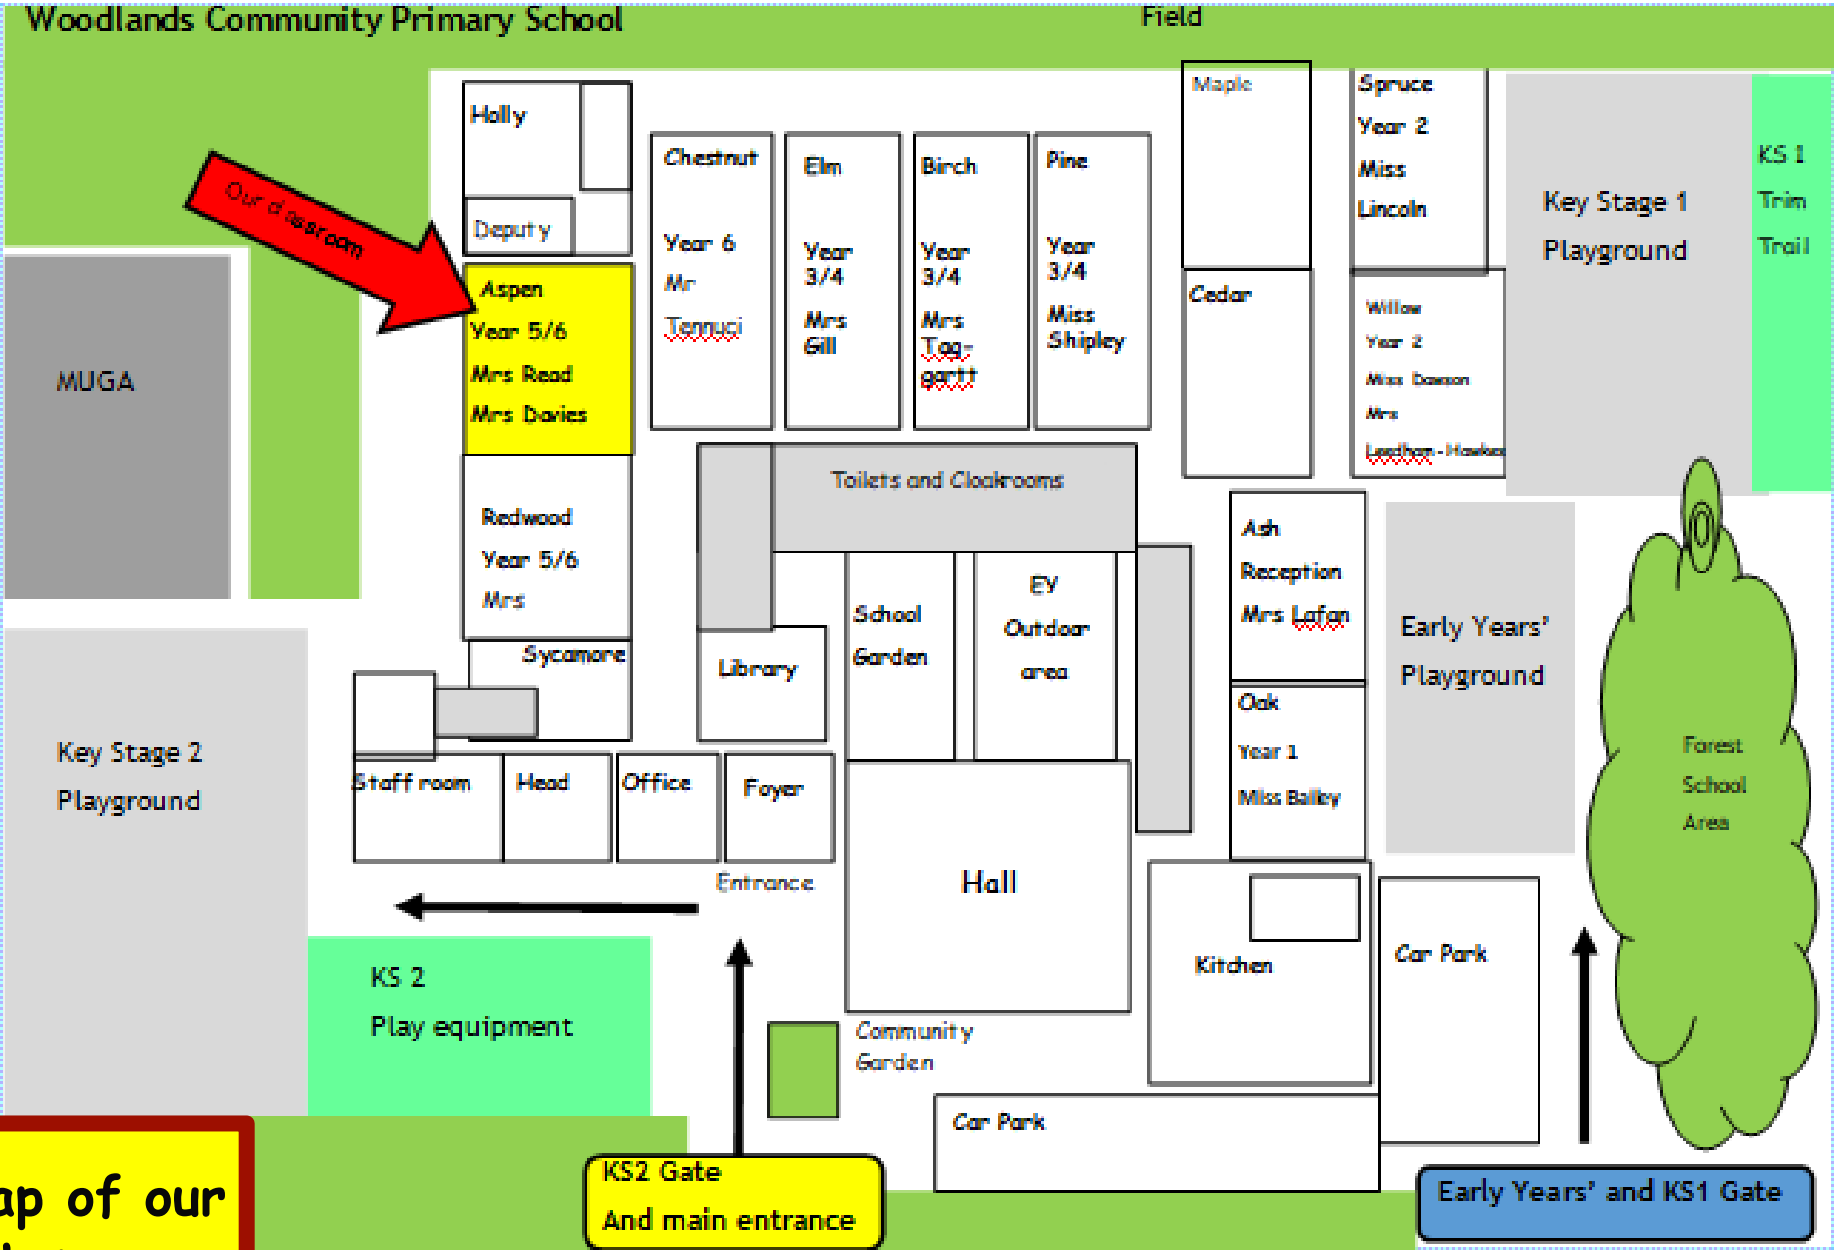 Woodlands Community Primary School
Field
Holly
Deputy
Our classroom
Aspen
Year 5/6
Mrs Read
Mrs Davies
Redwood
Year 5/6
Mrs
Sycamore
Chestnut
Year 6
Mr
Tennuci
Elm
Year
3/4
Mrs
Gill
Birch
Year
3/4
Mrs
Tag-
gartt
Pine
Year
3/4
Miss
Shipley
Maple
Cedar
Spruce
Year 2
Miss
Lincoln
Willow
Year 2
Miss Dawson
Mrs
Leedham-Hawkes
Key Stage 1
Playground
KS 1
Trim
Trail
MUGA
Toilets and Cloakrooms
School
Garden
EY
Outdoor
area
Library
Ash
Reception
Mrs Lafan
Oak
Year 1
Miss Bailey
Early Years'
Playground
Forest
School
Area
Key Stage 2
Playground
Staff room
Head
Office
Foyer
Entrance
Hall
Kitchen
Car Park
KS 2
Play equipment
Community
Garden
Car Park
KS2 Gate
And main entrance
Early Years' and KS1 Gate
of our